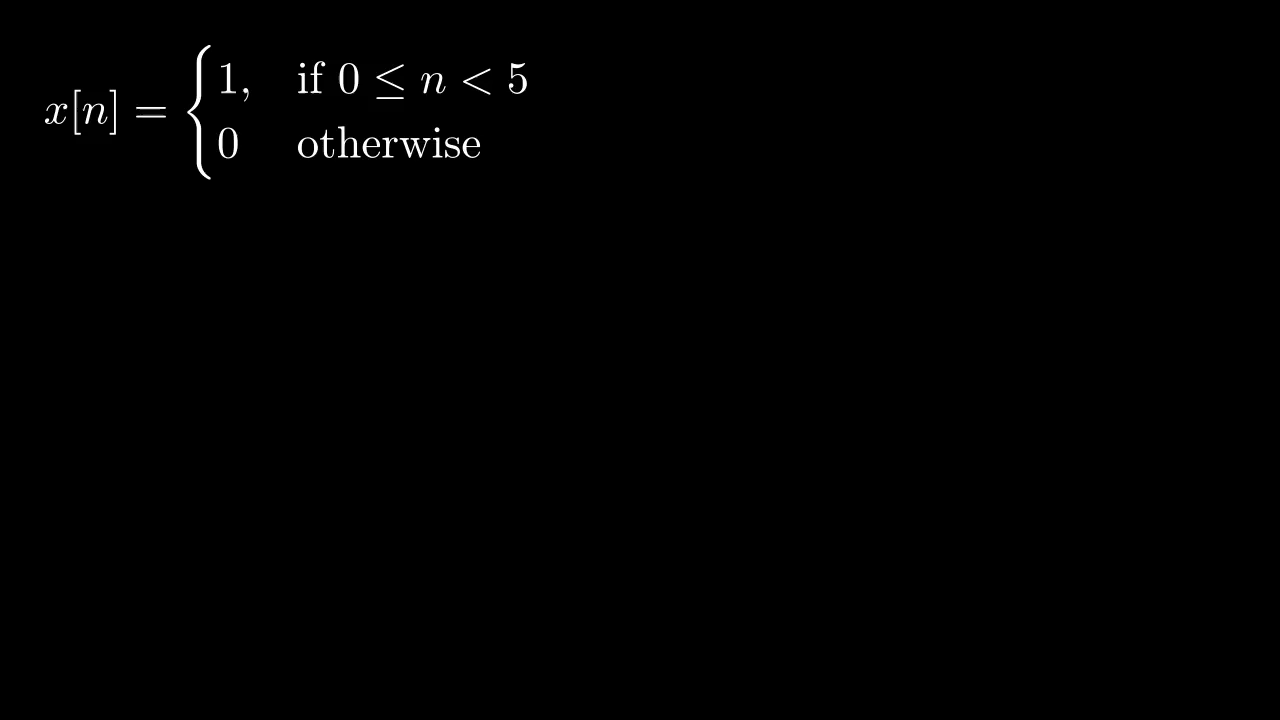 x[n] = { 1, if 0 ≤ n < 5
0 otherwise